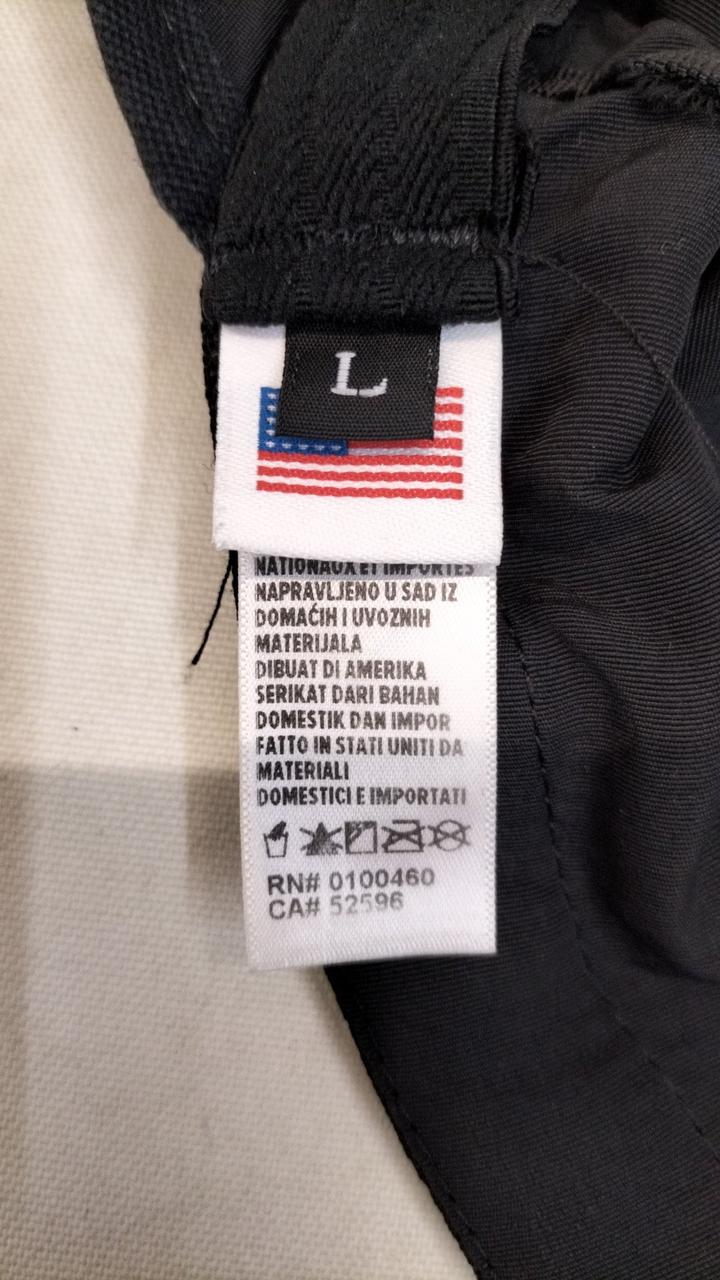 L
NATIONAUX ET IMPORTÉS
NAPRAVLJENO U SAD IZ
DOMAĆIH I UVOZNIH
MATERIJALA
DIBUAT DI AMERIKA
SERIKAT DARI BAHAN
DOMESTIK DAN IMPOR
FATTO IN STATI UNITI DA
MATERIALI
DOMESTICI E IMPORTATI
RN# 0100460
CA# 52596